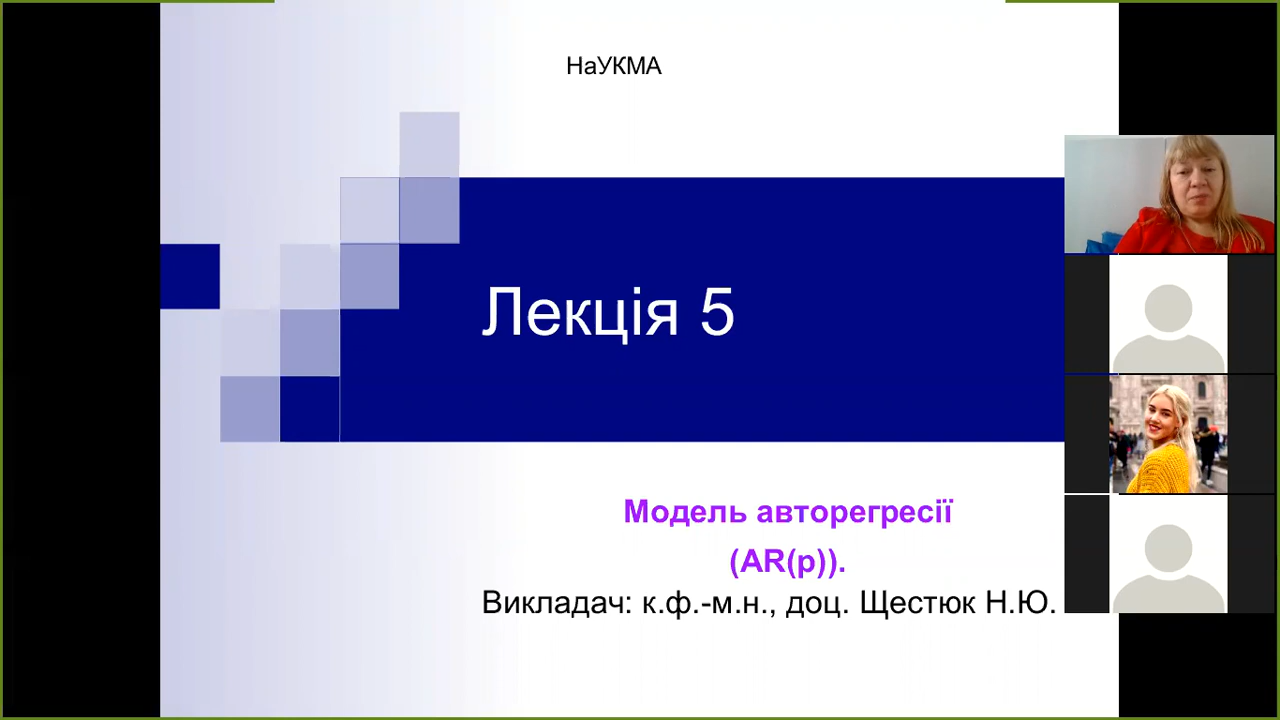 НаУКМА
Лекція 5
Модель авторегресії
(AR(p)).
Викладач: к.ф.-м.н., доц. Щестюк Н.Ю.